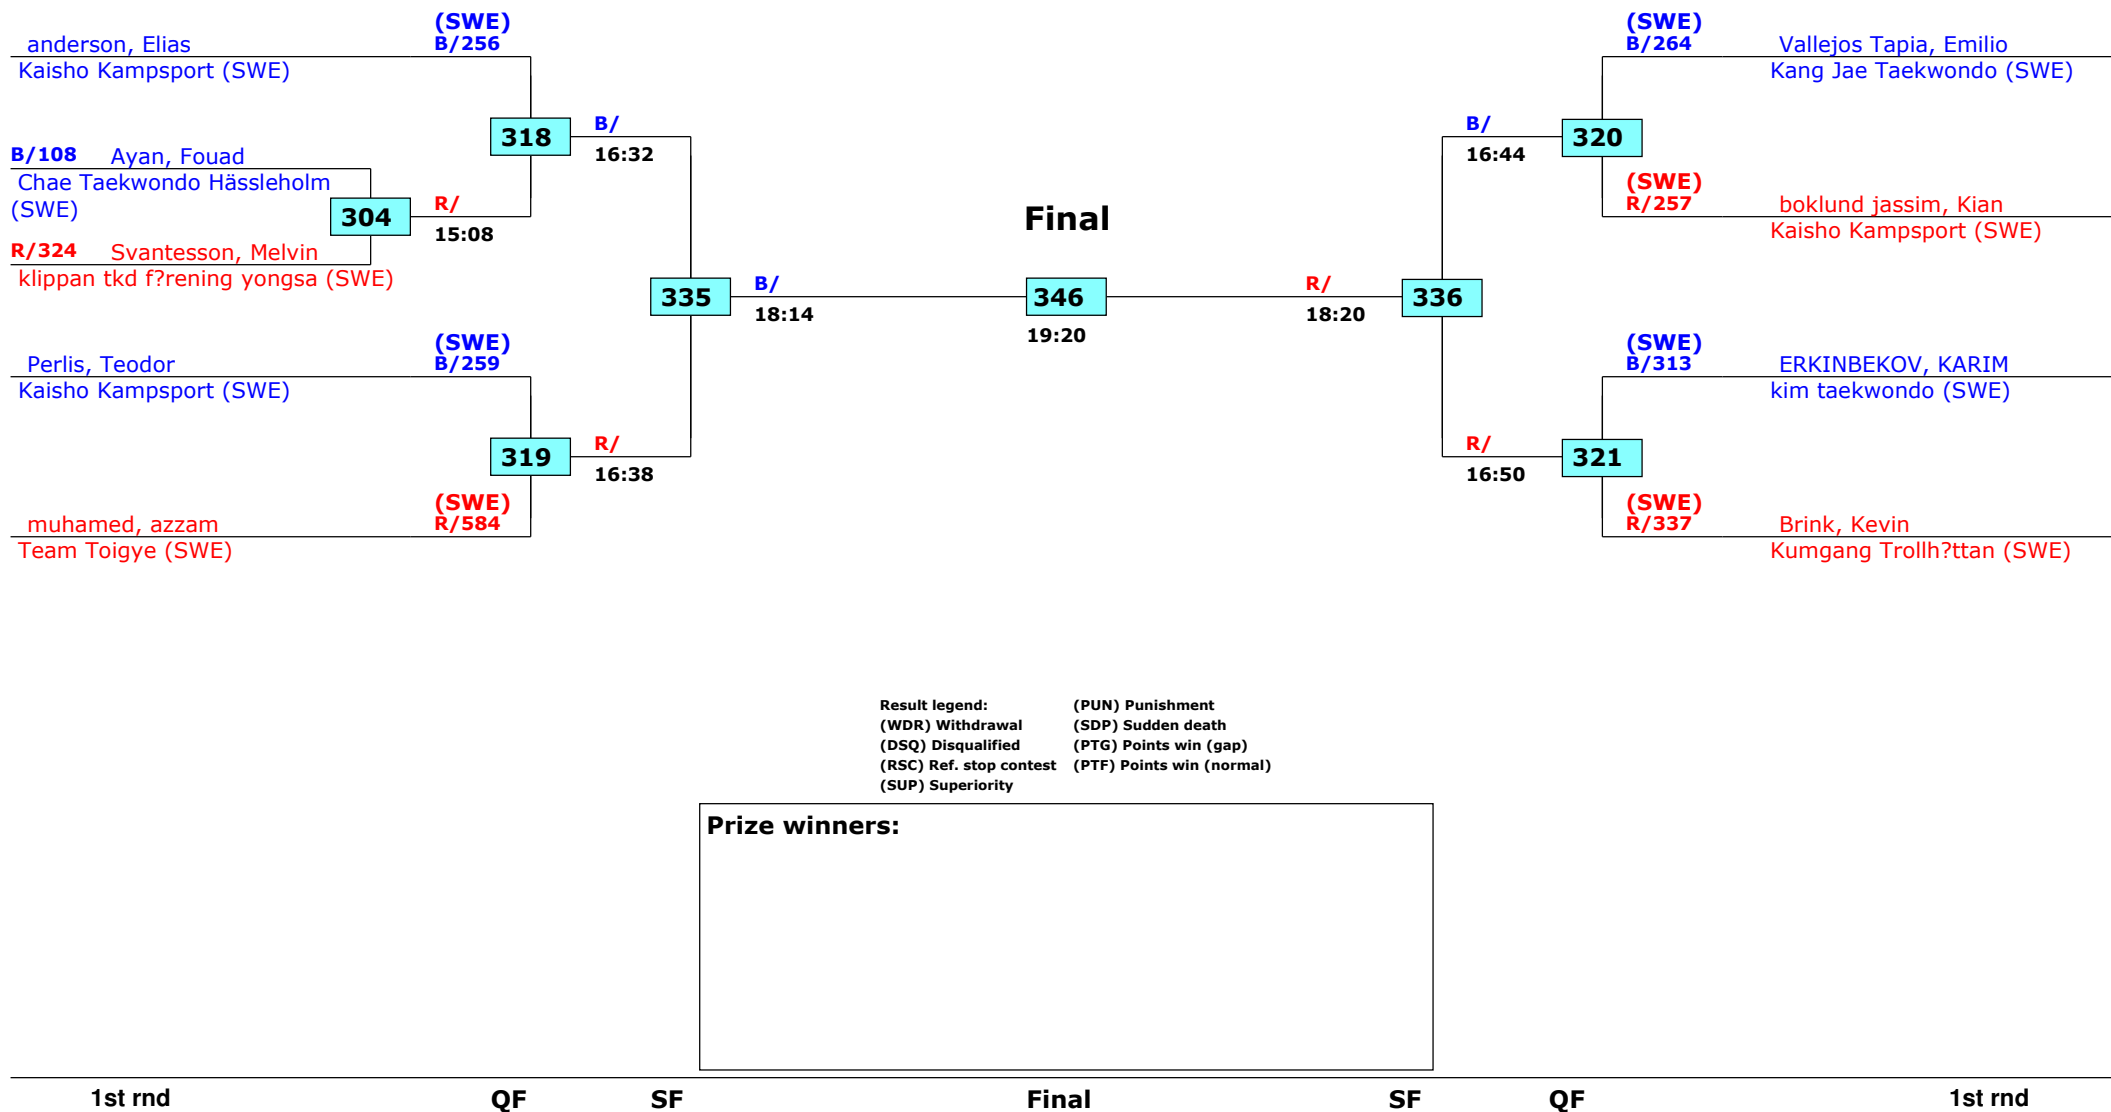 (SWE)
B/256
anderson, Elias
Kaisho Kampsport (SWE)
318
B/
16:32
B/108 Ayan, Fouad
Chae Taekwondo Hässleholm
(SWE)
304
R/
15:08
R/324 Svantesson, Melvin
klippan tkd f?rening yongsa (SWE)
335
B/
18:14
(SWE)
B/259
Perlis, Teodor
Kaisho Kampsport (SWE)
319
R/
16:38
(SWE)
R/584
muhamed, azzam
Team Toigye (SWE)
Final
346
19:20
(SWE)
B/264 Vallejos Tapia, Emilio
Kang Jae Taekwondo (SWE)
B/
16:44
320
(SWE)
R/257 boklund jassim, Kian
Kaisho Kampsport (SWE)
R/
18:20
336
(SWE)
B/313 ERKINBEKOV, KARIM
kim taekwondo (SWE)
R/
16:50
321
(SWE)
R/337 Brink, Kevin
Kumgang Trollh?ttan (SWE)
Result legend: (PUN) Punishment
(WDR) Withdrawal (SDP) Sudden death
(DSQ) Disqualified (PTG) Points win (gap)
(RSC) Ref. stop contest (PTF) Points win (normal)
(SUP) Superiority
Prize winners:
1st rnd QF SF Final SF QF 1st rnd